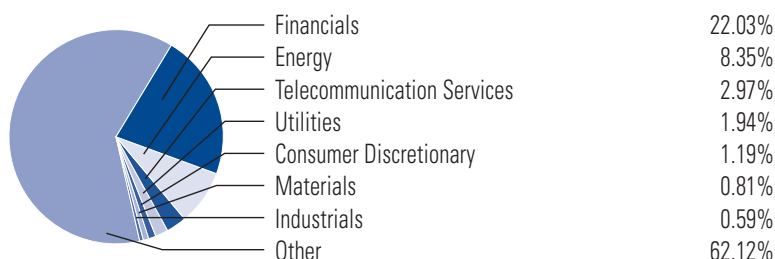 Financials 22.03%
Energy 8.35%
Telecommunication Services 2.97%
Utilities 1.94%
Consumer Discretionary 1.19%
Materials 0.81%
Industrials 0.59%
Other 62.12%